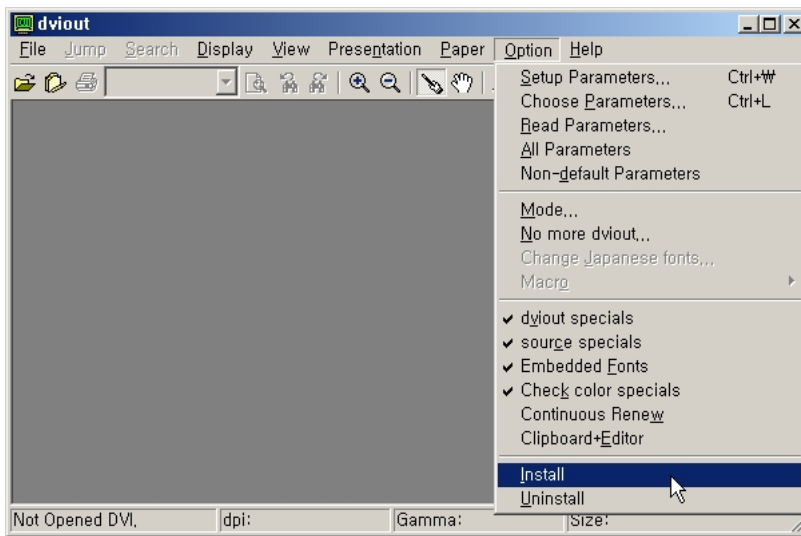 dviout
File Jump Search Display View Presentation Paper Option Help
Setup Parameters... Ctrl+₩
Choose Parameters... Ctrl+L
Read Parameters...
All Parameters
Non-default Parameters
Mode...
No more dviout...
Change Japanese fonts...
Macro
dviout specials
source specials
Embedded Fonts
Check color specials
Continuous Renew
Clipboard+Editor
Install
Uninstall
Not Opened DVI, dpi: Gamma: Size: